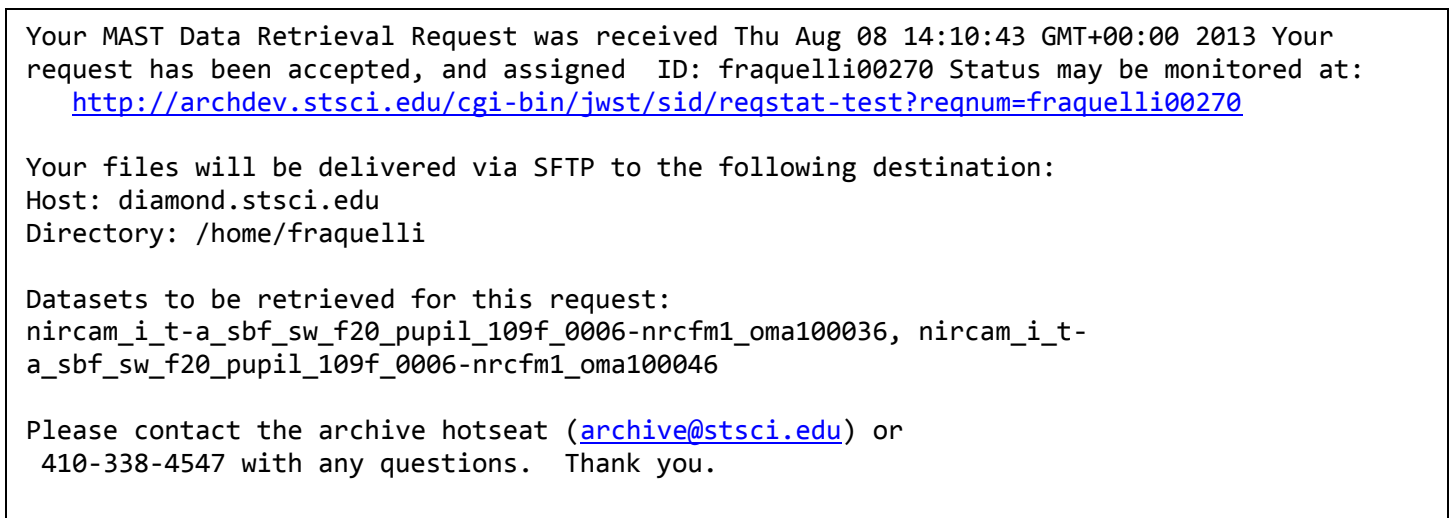 Your MAST Data Retrieval Request was received Thu Aug 08 14:10:43 GMT+00:00 2013 Your
request has been accepted, and assigned  ID: fraquelli00270 Status may be monitored at:
http://archdev.stsci.edu/cgi-bin/jwst/sid/reqstat-test?reqnum=fraquelli00270
Your files will be delivered via SFTP to the following destination:
Host: diamond.stsci.edu
Directory: /home/fraquelli
Datasets to be retrieved for this request:
nircam_i_t-a_sbf_sw_f20_pupil_109f_0006-nrcfm1_oma100036, nircam_i_t-
a_sbf_sw_f20_pupil_109f_0006-nrcfm1_oma100046
Please contact the archive hotseat (archive@stsci.edu) or
410-338-4547 with any questions.  Thank you.